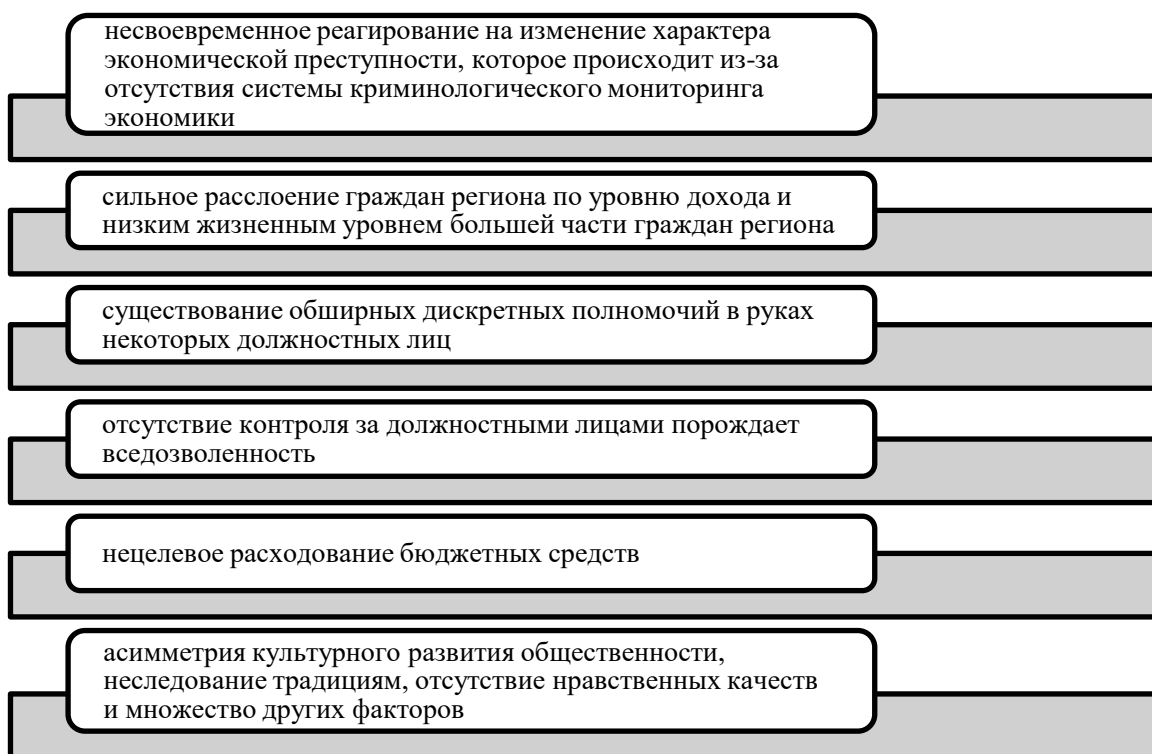 несвоевременное реагирование на изменение характера
экономической преступности, которое происходит из-за
отсутствия системы криминологического мониторинга
экономики
сильное расслоение граждан региона по уровню дохода и
низким жизненным уровнем большей части граждан региона
существование обширных дискретных полномочий в руках
некоторых должностных лиц
отсутствие контроля за должностными лицами порождает
вседозволенность
нецелевое расходование бюджетных средств
асимметрия культурного развития общественности,
неследование традициям, отсутствие нравственных качеств
и множество других факторов